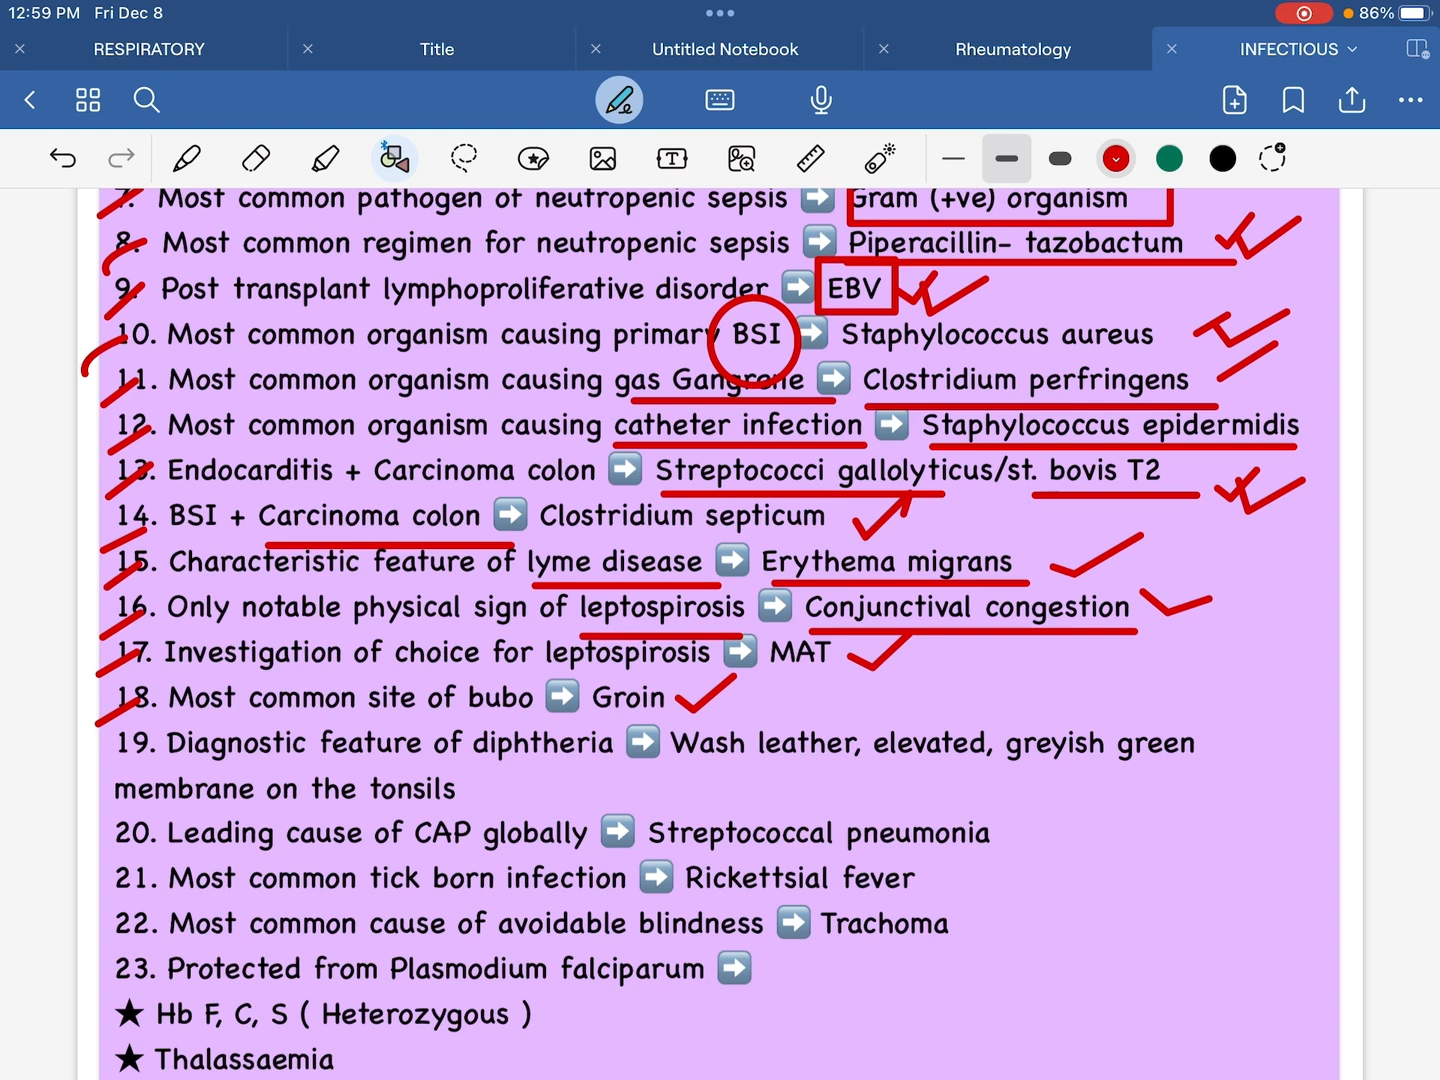 12:59 PM Fri Dec 8
86%
RESPIRATORY
Title
Untitled Notebook
Rheumatology
INFECTIOUS
7. Most common pathogen of neutropenic sepsis ➡ Gram (+ve) organism
8. Most common regimen for neutropenic sepsis ➡ Piperacillin- tazobactum
9. Post transplant lymphoproliferative disorder ➡ EBV
10. Most common organism causing primary BSI ➡ Staphylococcus aureus
11. Most common organism causing gas Gangrene ➡ Clostridium perfringens
12. Most common organism causing catheter infection ➡ Staphylococcus epidermidis
13. Endocarditis + Carcinoma colon ➡ Streptococci gallolyticus/st. bovis T2
14. BSI + Carcinoma colon ➡ Clostridium septicum
15. Characteristic feature of lyme disease ➡ Erythema migrans
16. Only notable physical sign of leptospirosis ➡ Conjunctival congestion
17. Investigation of choice for leptospirosis ➡ MAT
18. Most common site of bubo ➡ Groin
19. Diagnostic feature of diphtheria ➡ Wash leather, elevated, greyish green
membrane on the tonsils
20. Leading cause of CAP globally ➡ Streptococcal pneumonia
21. Most common tick born infection ➡ Rickettsial fever
22. Most common cause of avoidable blindness ➡ Trachoma
23. Protected from Plasmodium falciparum ➡
★ Hb F, C, S ( Heterozygous )
★ Thalassaemia